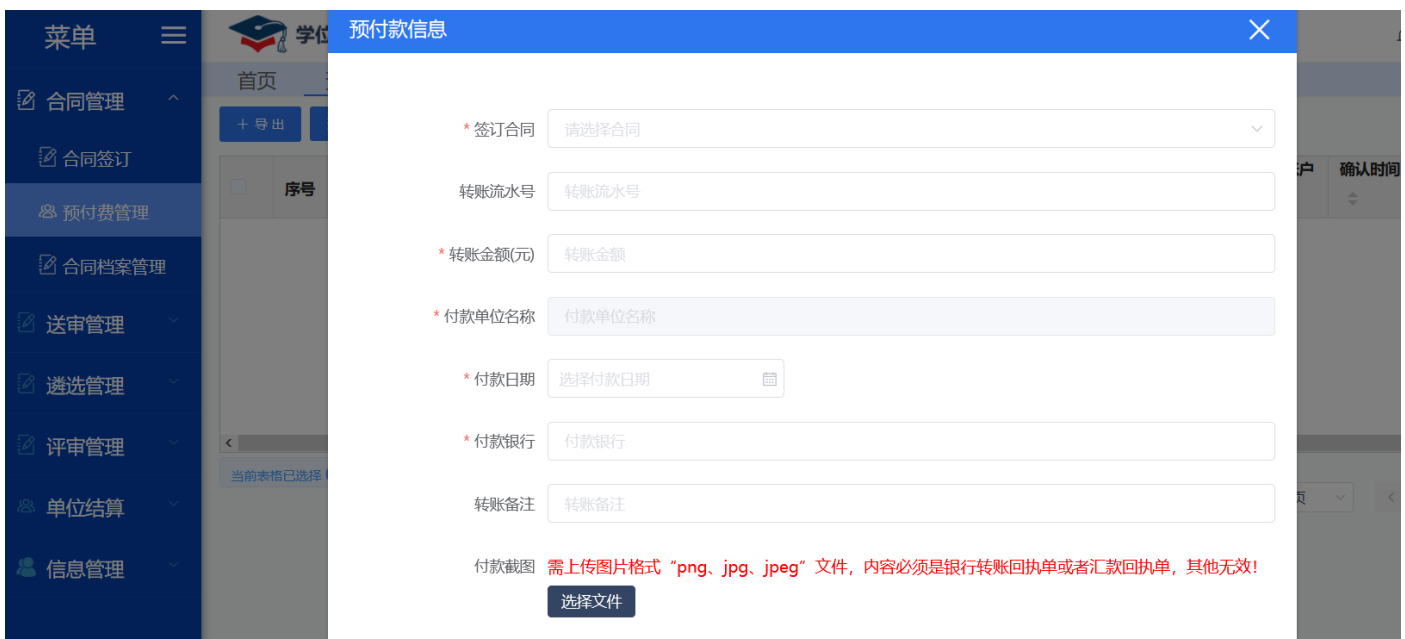 菜单
合同管理
合同签订
预付费管理
合同档案管理
送审管理
遴选管理
评审管理
单位结算
信息管理
学位
首页
+ 导出
序号
户
确认时间
当前表格已选择
页
预付款信息
* 签订合同 请选择合同
转账流水号 转账流水号
* 转账金额(元) 转账金额
* 付款单位名称 付款单位名称
* 付款日期 选择付款日期
* 付款银行 付款银行
转账备注 转账备注
付款截图 需上传图片格式“png、jpg、jpeg”文件，内容必须是银行转账回执单或者汇款回执单，其他无效！
选择文件